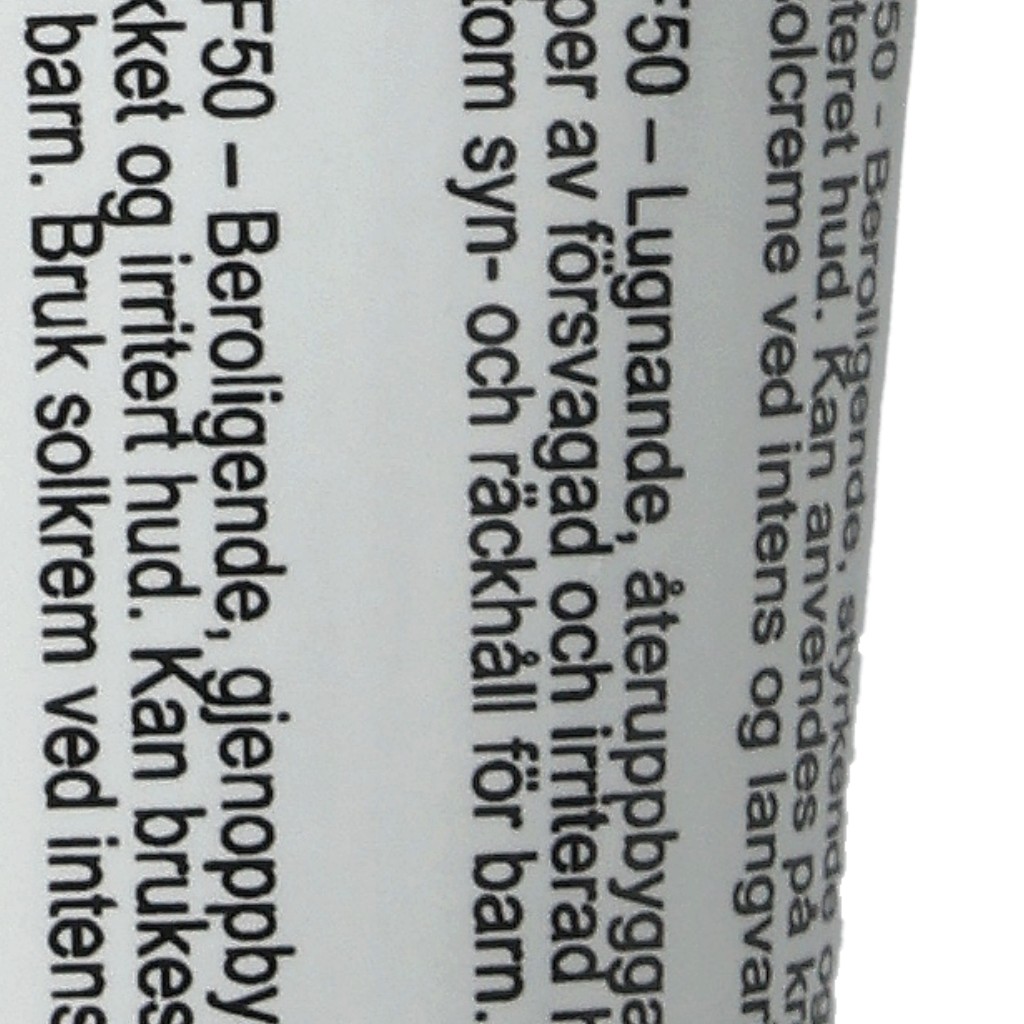 50 - Beroligende, styrkende og
teret hud. Kan anvendes på kr
olcreme ved intens og langvar
F50 – Lugnande, återuppbygga
per av försvagad och irriterad h
tom syn- och räckhåll för barn.
F50 – Beroligende, gjenoppby
kket og irritert hud. Kan brukes
barn. Bruk solkrem ved intens